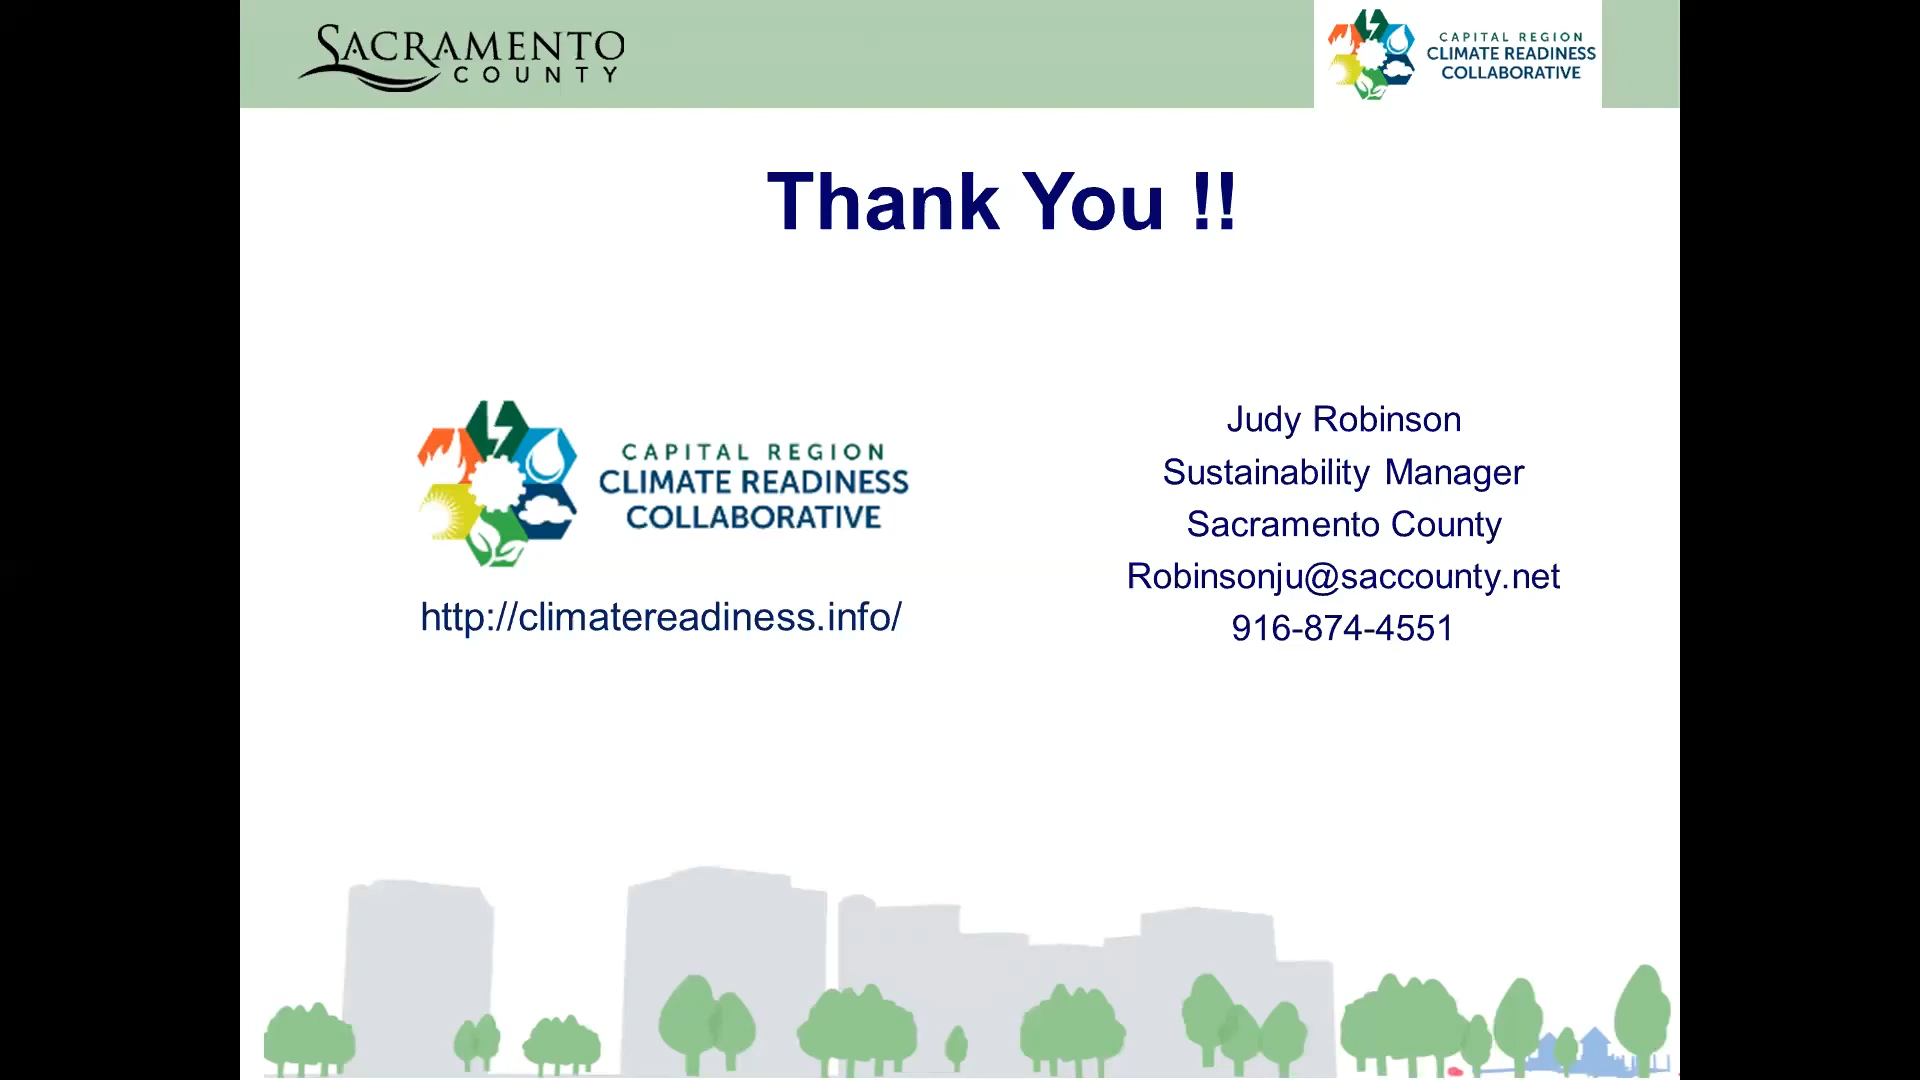 SACRAMENTO
COUNTY
CAPITAL REGION
CLIMATE READINESS
COLLABORATIVE
Thank You !!
CAPITAL REGION
CLIMATE READINESS
COLLABORATIVE
http://climatereadiness.info/
Judy Robinson
Sustainability Manager
Sacramento County
Robinsonju@saccounty.net
916-874-4551